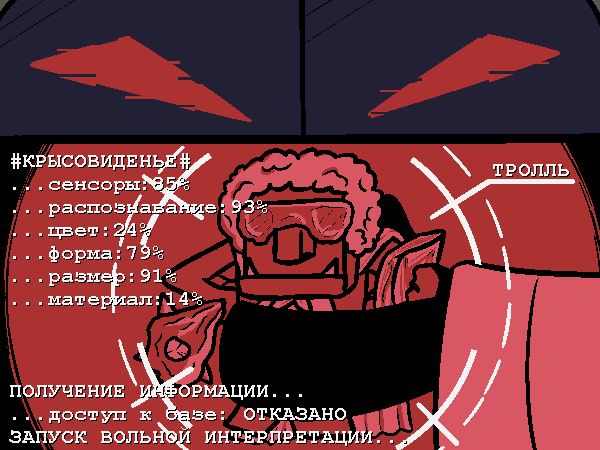 #КРЫСОВИДЕНЬЕ#
ТРОЛЛЬ
...сенсоры:85%
...распознавание:93%
...цвет:24%
...форма:79%
...размер:91%
...материал:14%
ПОЛУЧЕНИЕ ИНФОРМАЦИИ...
...доступ к базе: ОТКАЗАНО
ЗАПУСК ВОЛЬНОЙ ИНТЕРПРЕТАЦИИ...